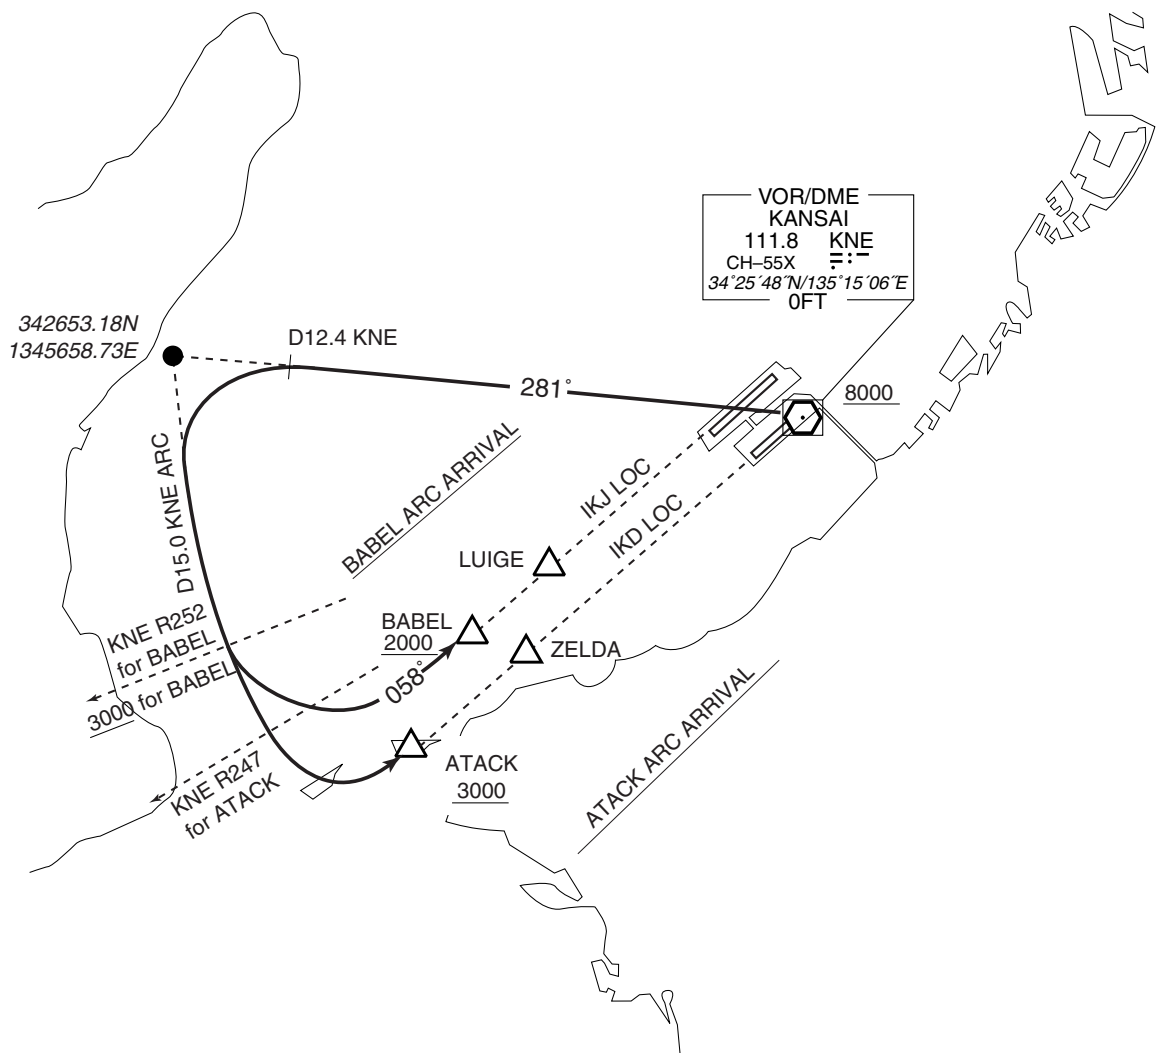 VOR/DME
KANSAI
111.8 KNE
CH–55X
34°25′48″N/135°15′06″E
0FT
342653.18N
1345658.73E
D12.4 KNE
281°
8000
D15.0 KNE ARC
BABEL ARC ARRIVAL
IKJ LOC
IKD LOC
LUIGE
KNE R252
for BABEL
3000 for BABEL
BABEL
2000
ZELDA
058°
KNE R247
for ATACK
ATACK
3000
ATACK ARC ARRIVAL